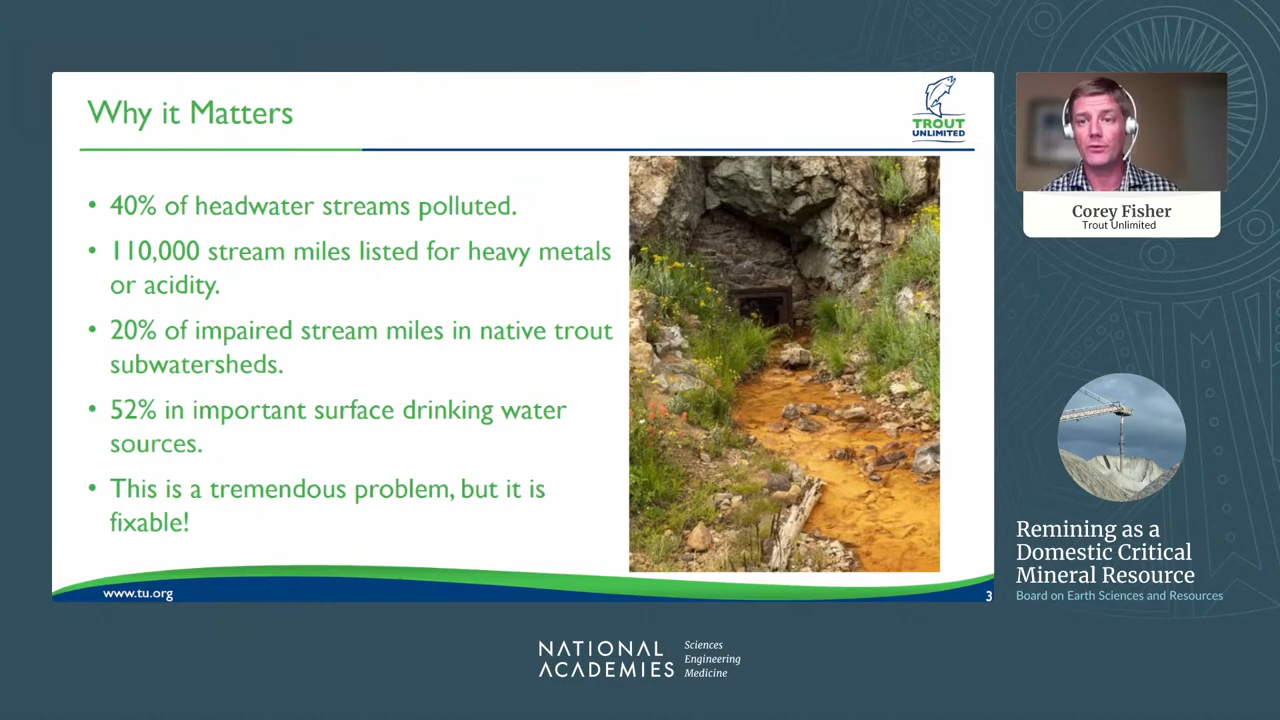 Why it Matters
TROUT
UNLIMITED
• 40% of headwater streams polluted.
• 110,000 stream miles listed for heavy metals
or acidity.
• 20% of impaired stream miles in native trout
subwatersheds.
• 52% in important surface drinking water
sources.
• This is a tremendous problem, but it is
fixable!
www.tu.org
3
Corey Fisher
Trout Unlimited
Remining as a
Domestic Critical
Mineral Resource
Board on Earth Sciences and Resources
NATIONAL
ACADEMIES
Sciences
Engineering
Medicine